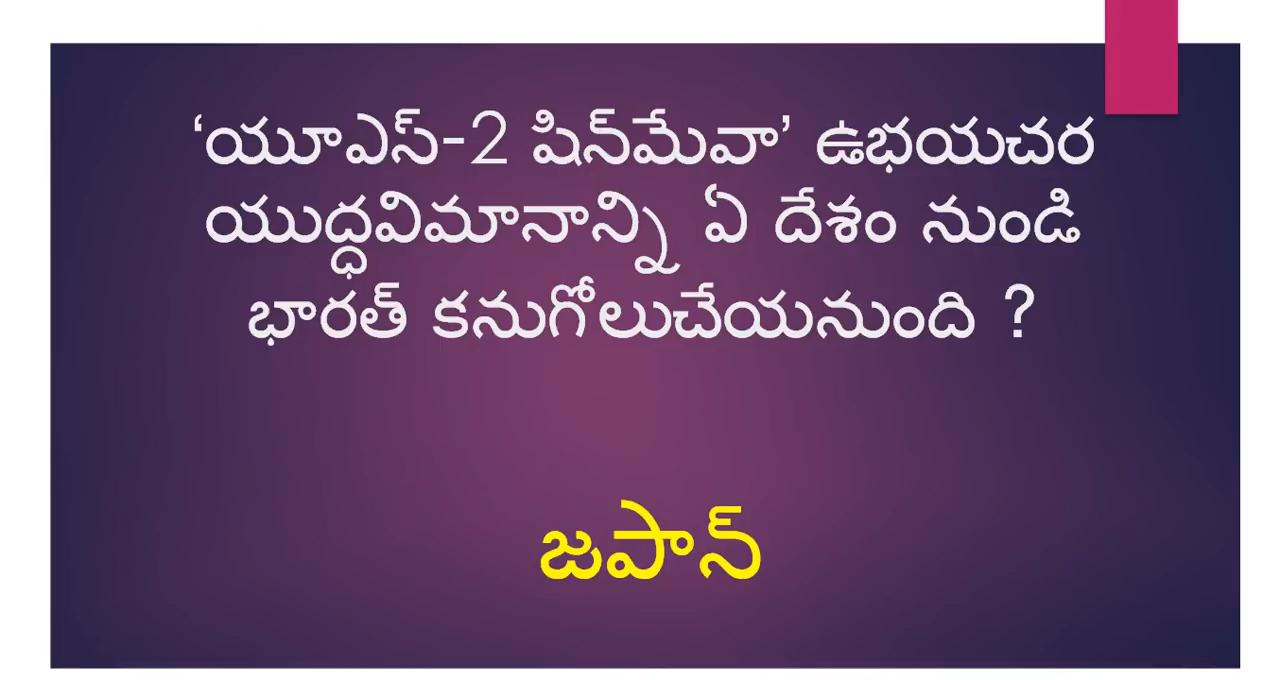 ‘యూఎస్-2 షిన్‌మేవా’ ఉభయచర
యుద్ధవిమానాన్ని ఏ దేశం నుండి
భారత్ కనుగోలుచేయనుంది ?
జపాన్